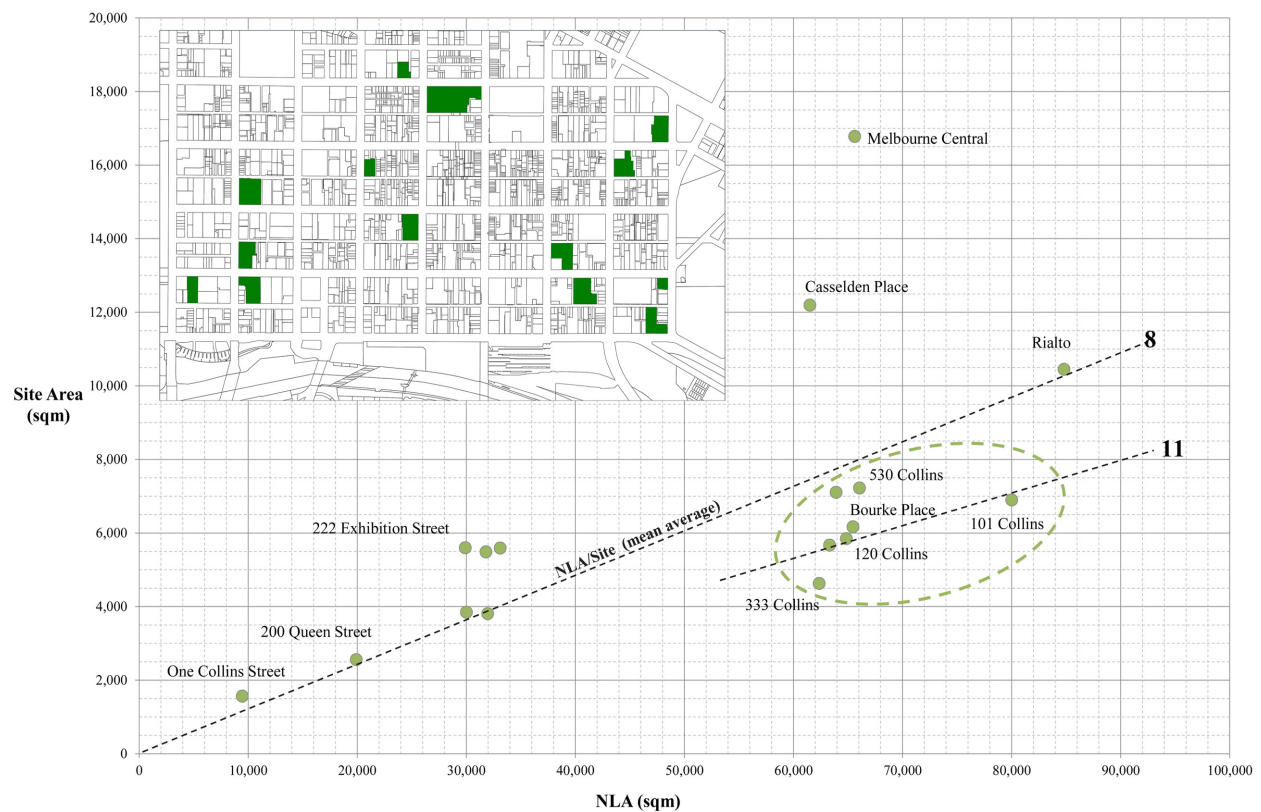 20,000
18,000
16,000
14,000
12,000
10,000
8,000
6,000
4,000
2,000
0
Site Area
(sqm)
Melbourne Central
Casselden Place
Rialto
8
11
530 Collins
Bourke Place
101 Collins
120 Collins
333 Collins
222 Exhibition Street
NLA/Site (mean average)
200 Queen Street
One Collins Street
0
10,000
20,000
30,000
40,000
50,000
60,000
70,000
80,000
90,000
100,000
NLA (sqm)